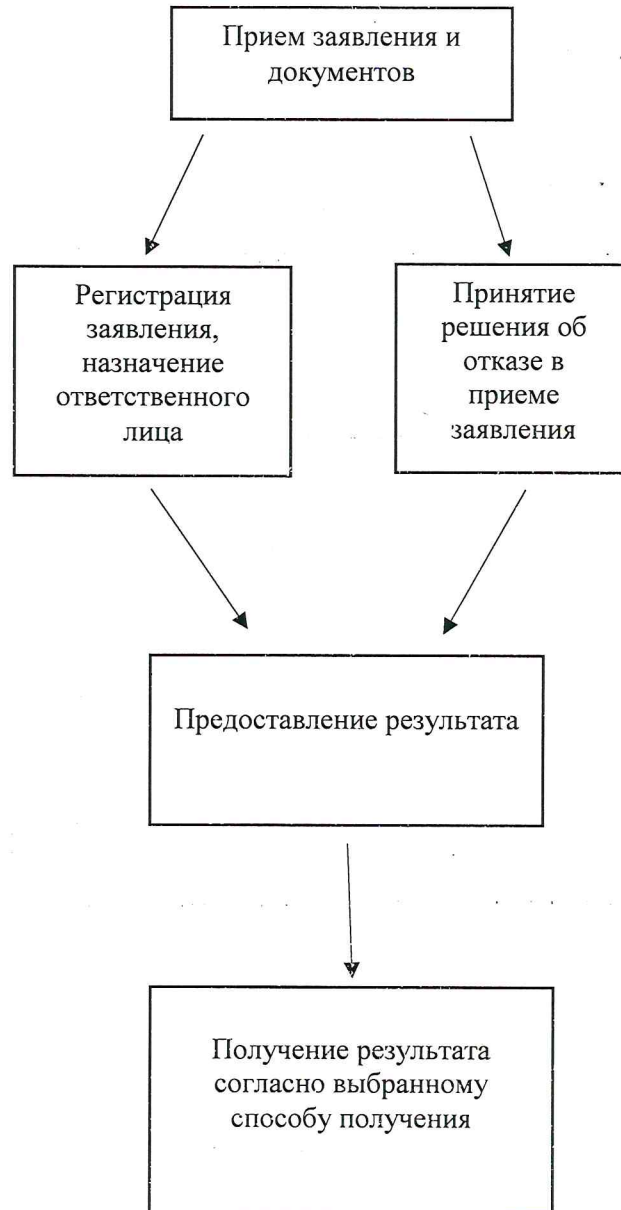 Прием заявления и
документов
Регистрация
заявления,
назначение
ответственного
лица
Принятие
решения об
отказе в
приеме
заявления
Предоставление результата
Получение результата
согласно выбранному
способу получения